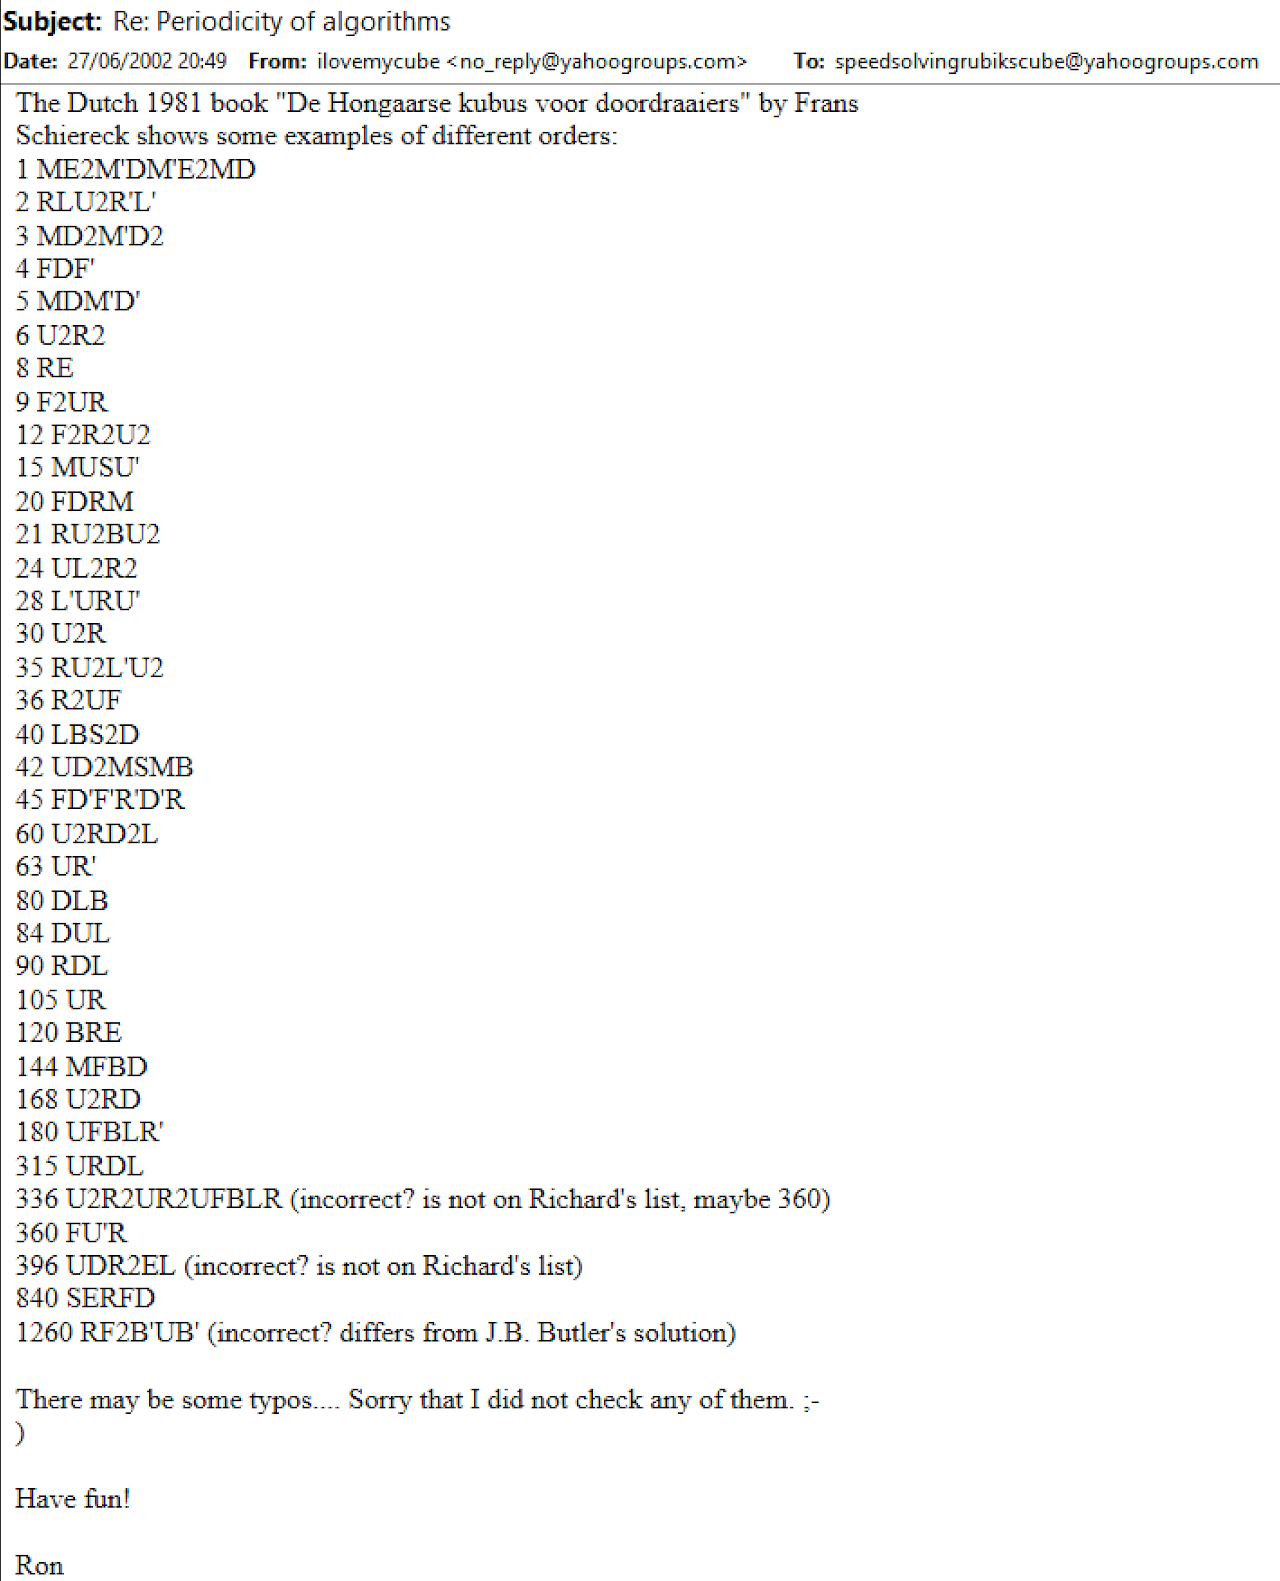 Subject: Re: Periodicity of algorithms
Date: 27/06/2002 20:49 From: ilovemycube <no_reply@yahoogroups.com> To: speedsolvingrubikscube@yahoogroups.com
The Dutch 1981 book "De Hongaarse kubus voor doordraaiers" by Frans
Schiereck shows some examples of different orders:
1 ME2M'DM'E2MD
2 RLU2R'L'
3 MD2M'D2
4 FDF'
5 MDM'D'
6 U2R2
8 RE
9 F2UR
12 F2R2U2
15 MUSU'
20 FDRM
21 RU2BU2
24 UL2R2
28 L'URU'
30 U2R
35 RU2L'U2
36 R2UF
40 LBS2D
42 UD2MSMB
45 FD'F'R'D'R
60 U2RD2L
63 UR'
80 DLB
84 DUL
90 RDL
105 UR
120 BRE
144 MFBD
168 U2RD
180 UFBLR'
315 URDL
336 U2R2UR2UFBLR (incorrect? is not on Richard's list, maybe 360)
360 FU'R
396 UDR2EL (incorrect? is not on Richard's list)
840 SERFD
1260 RF2B'UB' (incorrect? differs from J.B. Butler's solution)
There may be some typos.... Sorry that I did not check any of them. ;-
)
Have fun!
Ron